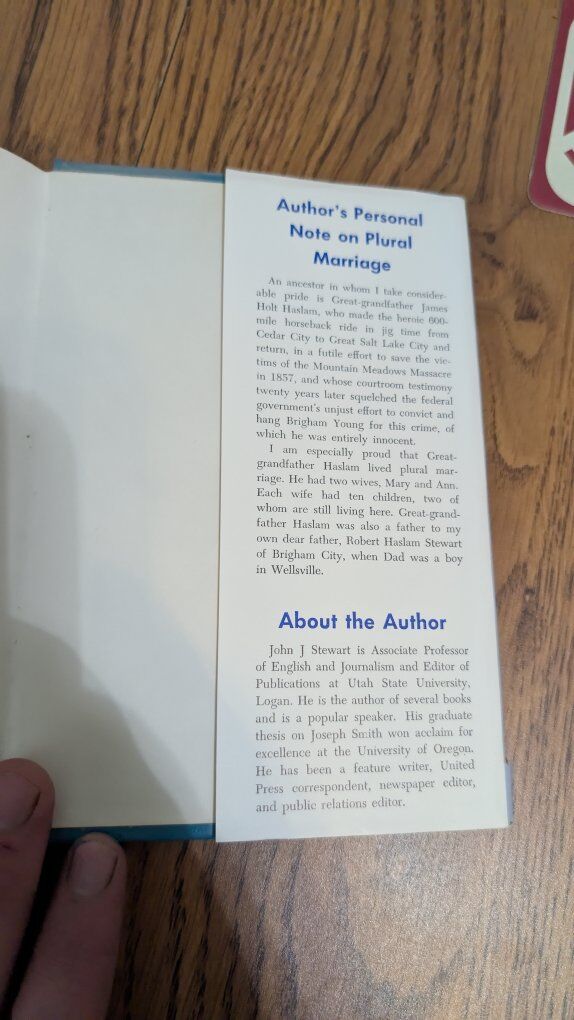 Author's Personal
Note on Plural
Marriage
An ancestor in whom I take consider-
able pride is Great-grandfather James
Holt Haslam, who made the heroic 600-
mile horseback ride in jig time from
Cedar City to Great Salt Lake City and
return, in a futile effort to save the vic-
tims of the Mountain Meadows Massacre
in 1857, and whose courtroom testimony
twenty years later squelched the federal
government's unjust effort to convict and
hang Brigham Young for this crime, of
which he was entirely innocent.
I am especially proud that Great-
grandfather Haslam lived plural mar-
riage. He had two wives, Mary and Ann.
Each wife had ten children, two of
whom are still living here. Great-grand-
father Haslam was also a father to my
own dear father, Robert Haslam Stewart
of Brigham City, when Dad was a boy
in Wellsville.
About the Author
John J Stewart is Associate Professor
of English and Journalism and Editor of
Publications at Utah State University,
Logan. He is the author of several books
and is a popular speaker. His graduate
thesis on Joseph Smith won acclaim for
excellence at the University of Oregon.
He has been a feature writer, United
Press correspondent, newspaper editor,
and public relations editor.